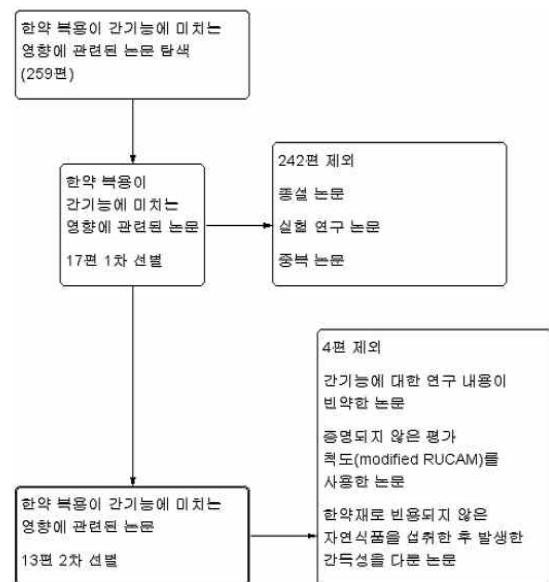 한약 복용이 간기능에 미치는
영향에 관련된 논문 탐색
(259편)
한약 복용이
간기능에 미치는
영향에 관련된 논문
17편 1차 선별
242편 제외
종설 논문
실험 연구 논문
중복 논문
4편 제외
간기능에 대한 연구 내용이
빈약한 논문
증명되지 않은 평가
척도(modified RUCAM)를
사용한 논문
한약재로 빈용되지 않은
자연식품을 섭취한 후 발생한
간독성을 다룬 논문
한약 복용이 간기능에 미치는
영향에 관련된 논문
13편 2차 선별